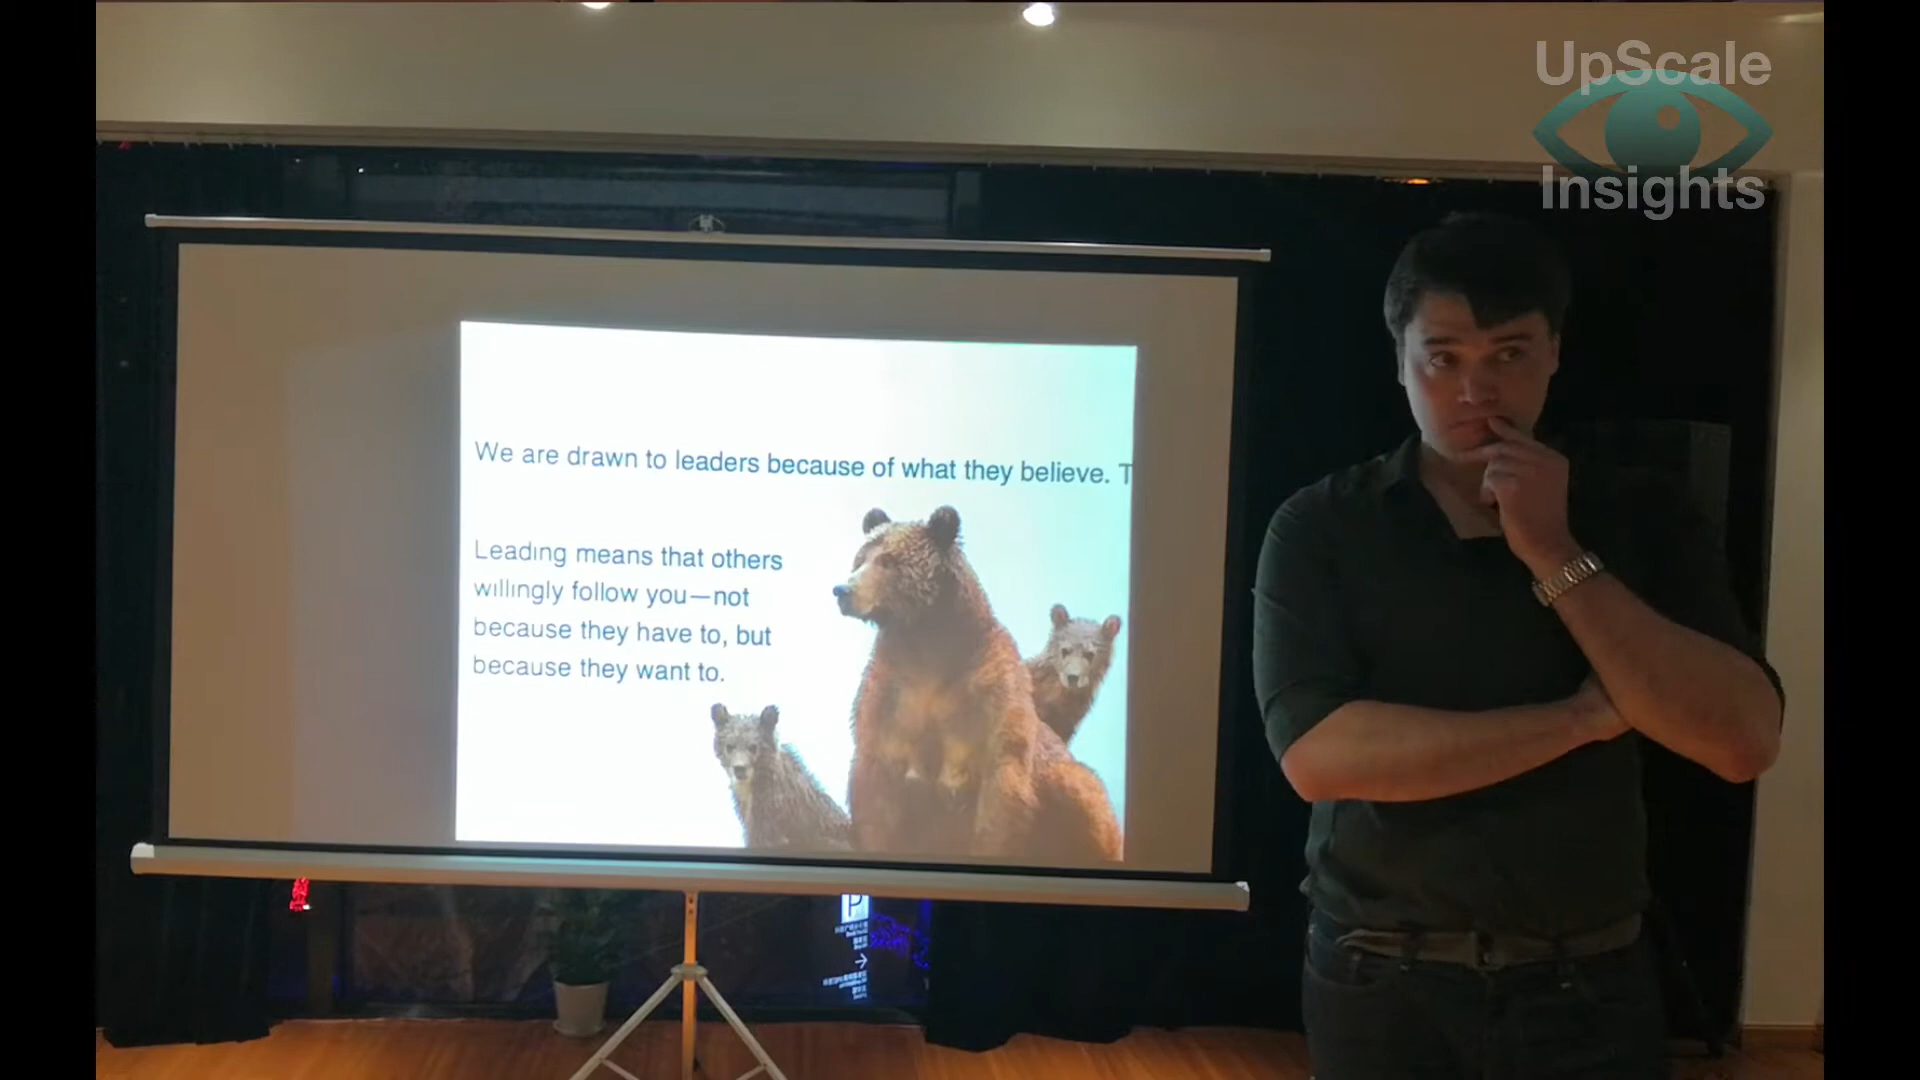 UpScale
Insights
We are drawn to leaders because of what they believe. T
Leading means that others
willingly follow you—not
because they have to, but
because they want to.
P
→